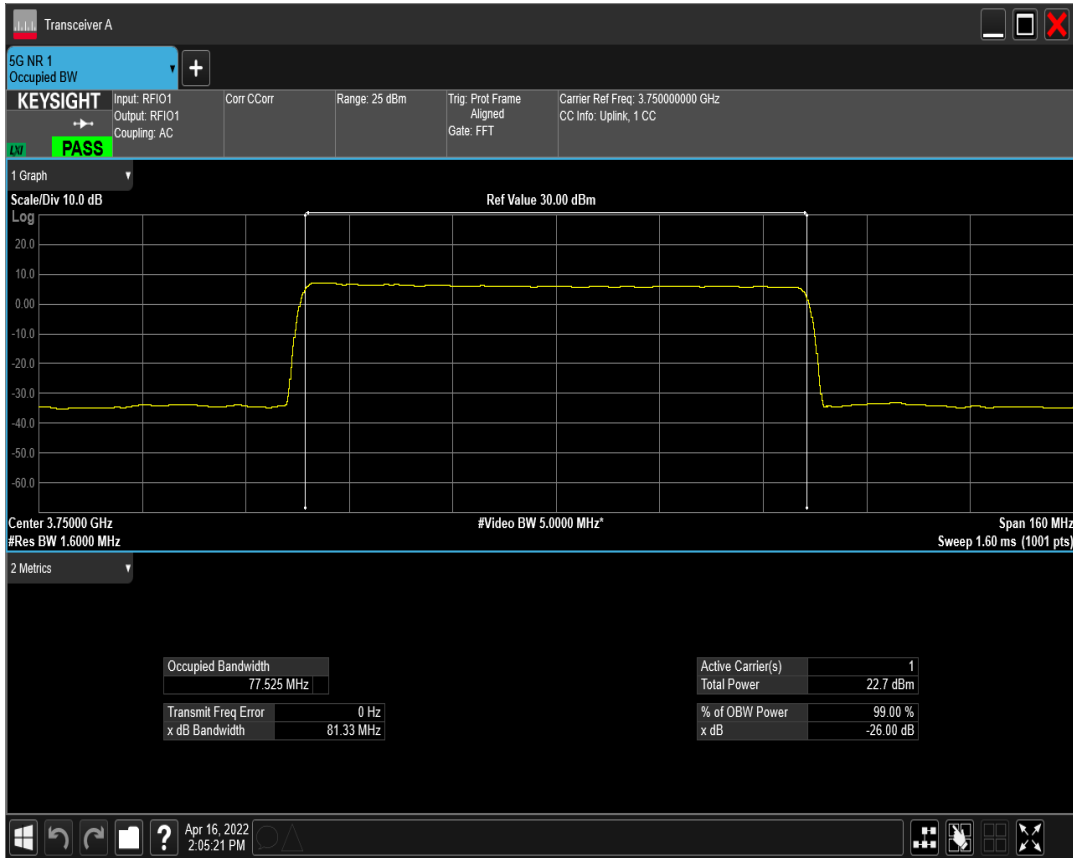 Transceiver A
5G NR 1
Occupied BW
+
KEYSIGHT
LXI
PASS
Input: RFIO1
Output: RFIO1
Coupling: AC
Corr CCorr
Range: 25 dBm
Trig: Prot Frame
Aligned
Gate: FFT
Carrier Ref Freq: 3.750000000 GHz
CC Info: Uplink, 1 CC
1 Graph
Scale/Div 10.0 dB
Ref Value 30.00 dBm
Log
20.0
10.0
0.00
-10.0
-20.0
-30.0
-40.0
-50.0
-60.0
Center 3.75000 GHz
#Video BW 5.0000 MHz*
Span 160 MHz
#Res BW 1.6000 MHz
Sweep 1.60 ms (1001 pts)
2 Metrics
Occupied Bandwidth
77.525 MHz
Transmit Freq Error 0 Hz
x dB Bandwidth 81.33 MHz
Active Carrier(s) 1
Total Power 22.7 dBm
% of OBW Power 99.00 %
x dB -26.00 dB
?
Apr 16, 2022
2:05:21 PM